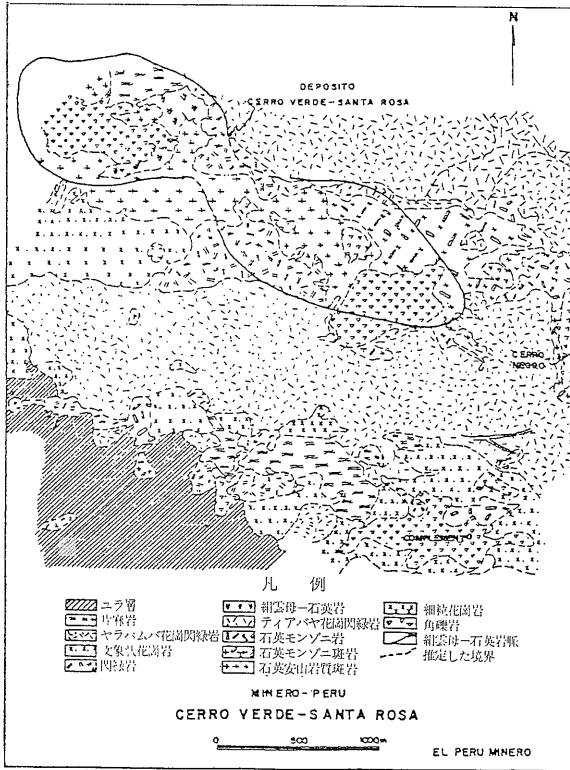 N
DEPOSITO
CERRO VERDE-SANTA ROSA
CERRO
NEGRO
COMPLEMENTO
凡 例
ユラ層
片麻岩
ヤラバムバ花崗閃緑岩
文象状花崗岩
閃緑岩
絹雲母－石英岩
ティアバヤ花崗閃緑岩
石英モンゾニ岩
石英モンゾニ斑岩
石英安山岩質斑岩
細粒花崗岩
角礫岩
絹雲母－石英岩脈
推定した境界
MINERO-PERU
CERRO VERDE-SANTA ROSA
0 500 1000m
EL PERU MINERO